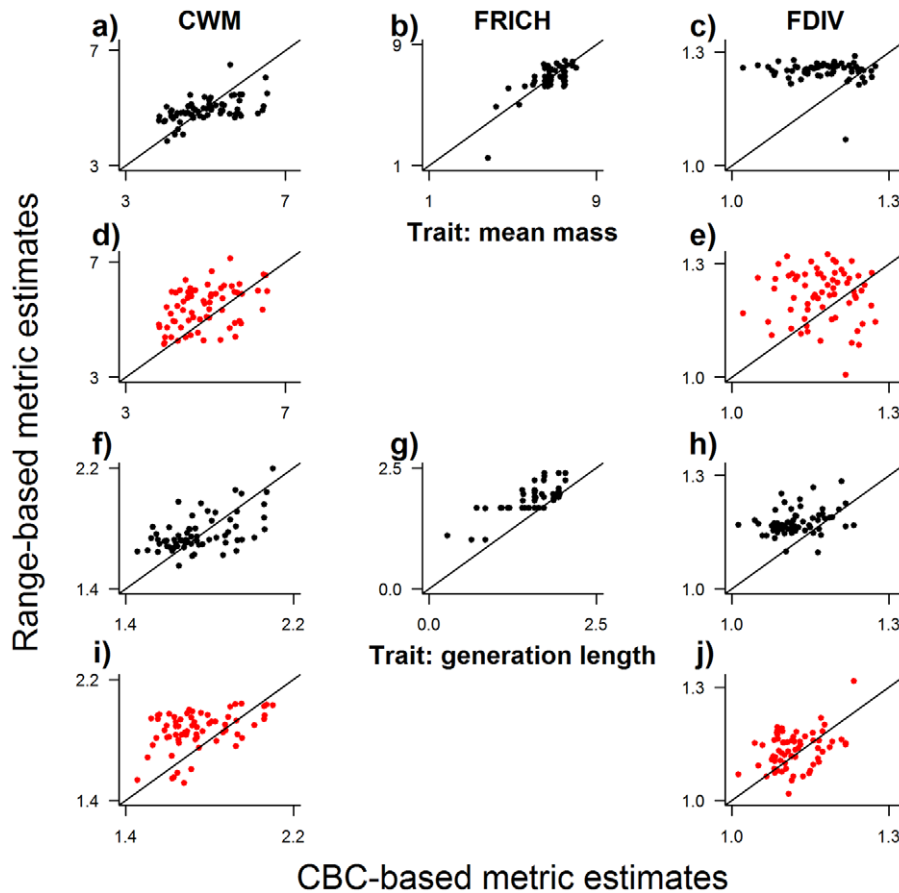 CWM FRICH FDIV
a) b) c)
7 9 1.3
3 1 1.0
3 7 1 9 1.0 1.3
Trait: mean mass
d) e)
7 1.3
3 1.0
3 7 1.0 1.3
f) g) h)
2.2 2.5 1.3
1.4 0.0 1.0
1.4 2.2 0.0 2.5 1.0 1.3
Trait: generation length
i) j)
2.2 1.3
1.4 1.0
1.4 2.2 1.0 1.3
Range-based metric estimates
CBC-based metric estimates